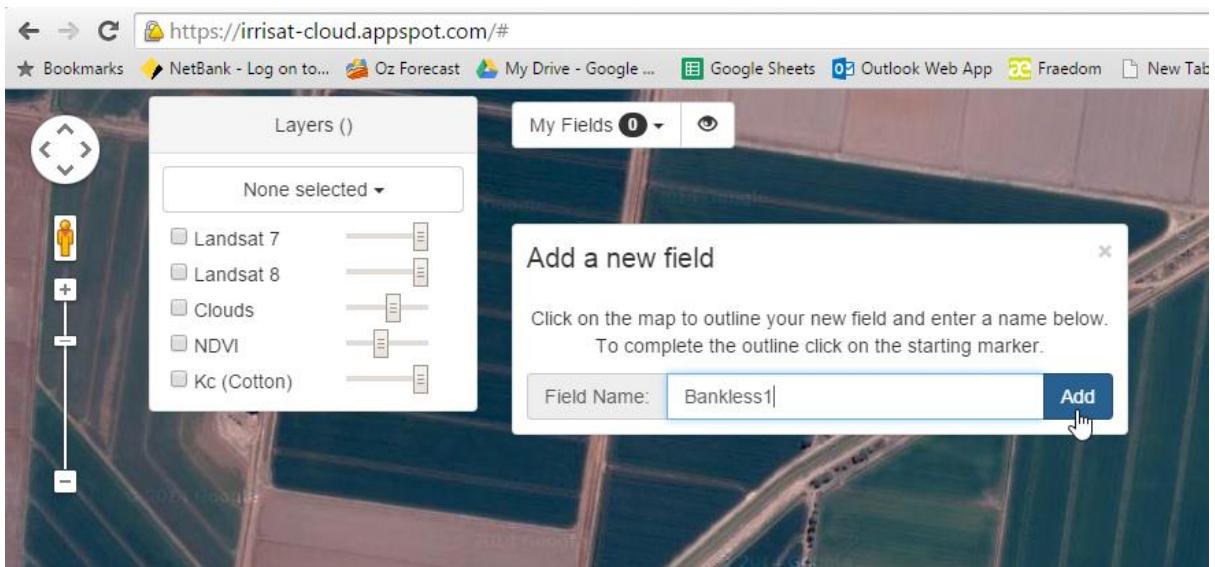 https://irrisat-cloud.appspot.com/#
Bookmarks NetBank - Log on to... Oz Forecast My Drive - Google ... Google Sheets Outlook Web App Fraedom New Tab
Layers ()
My Fields 0
None selected
Landsat 7
Landsat 8
Clouds
NDVI
Kc (Cotton)
Add a new field
×
Click on the map to outline your new field and enter a name below.
To complete the outline click on the starting marker.
Field Name: Bankless1 Add